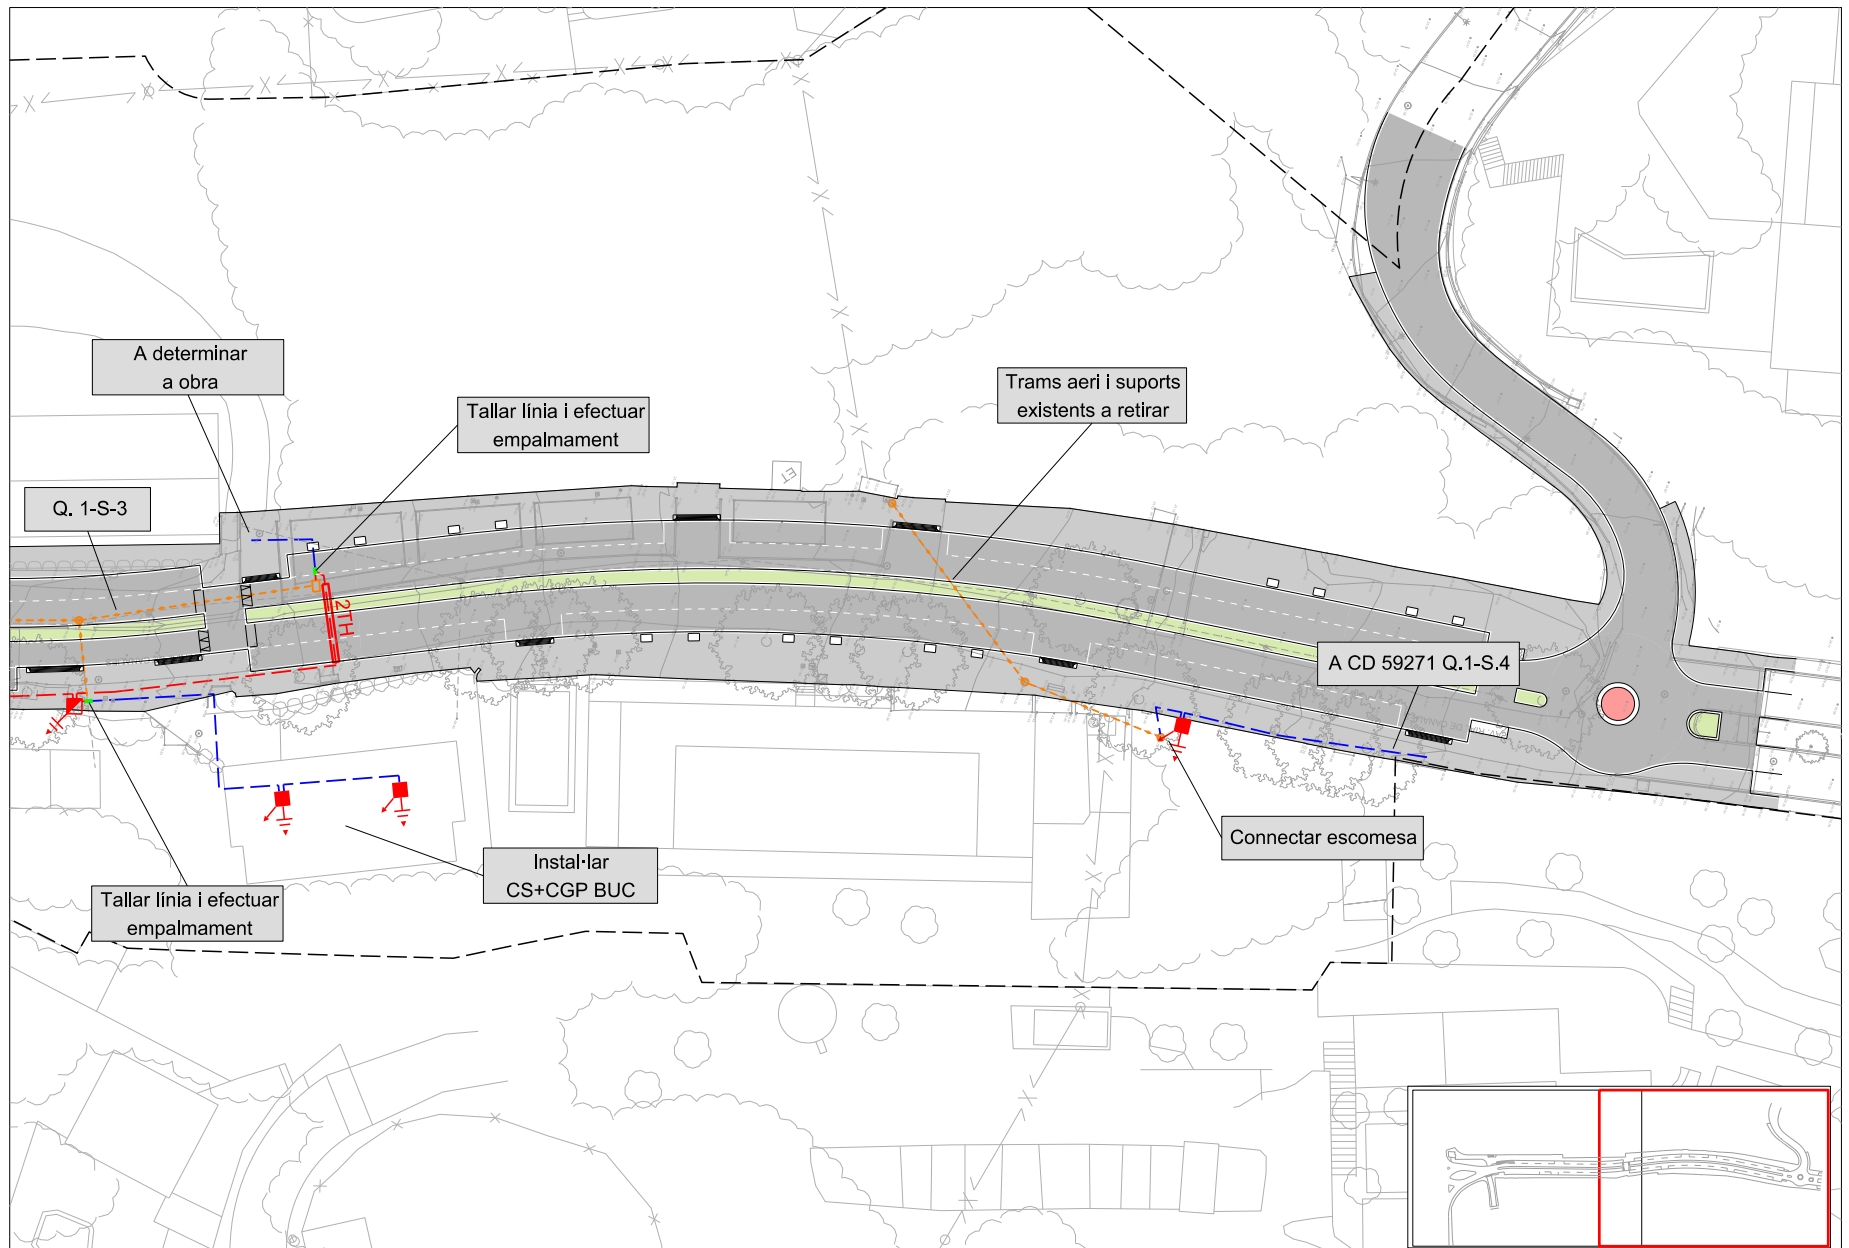 A determinar
a obra
Tallar línia i efectuar
empalmament
Trams aeri i suports
existents a retirar
Q. 1-S-3
ET
2TH
A CD 59271 Q.1-S.4
Connectar escomesa
Instal·lar
CS+CGP BUC
Tallar línia i efectuar
empalmament